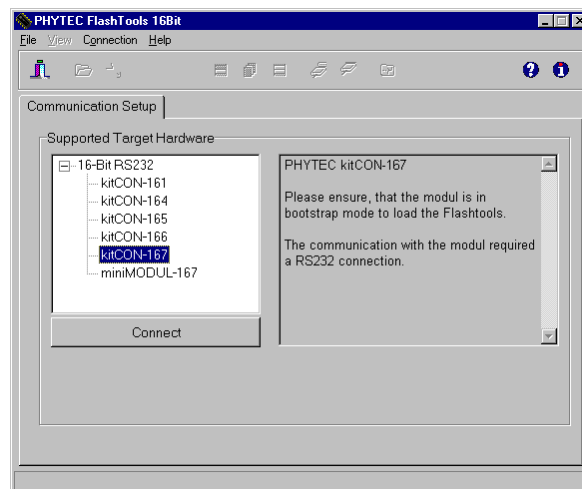 PHYTEC FlashTools 16Bit
File View Connection Help
Communication Setup
Supported Target Hardware
16-Bit RS232
kitCON-161
kitCON-164
kitCON-165
kitCON-166
kitCON-167
miniMODUL-167
Connect
PHYTEC kitCON-167
Please ensure, that the modul is in
bootstrap mode to load the Flashtools.
The communication with the modul required
a RS232 connection.